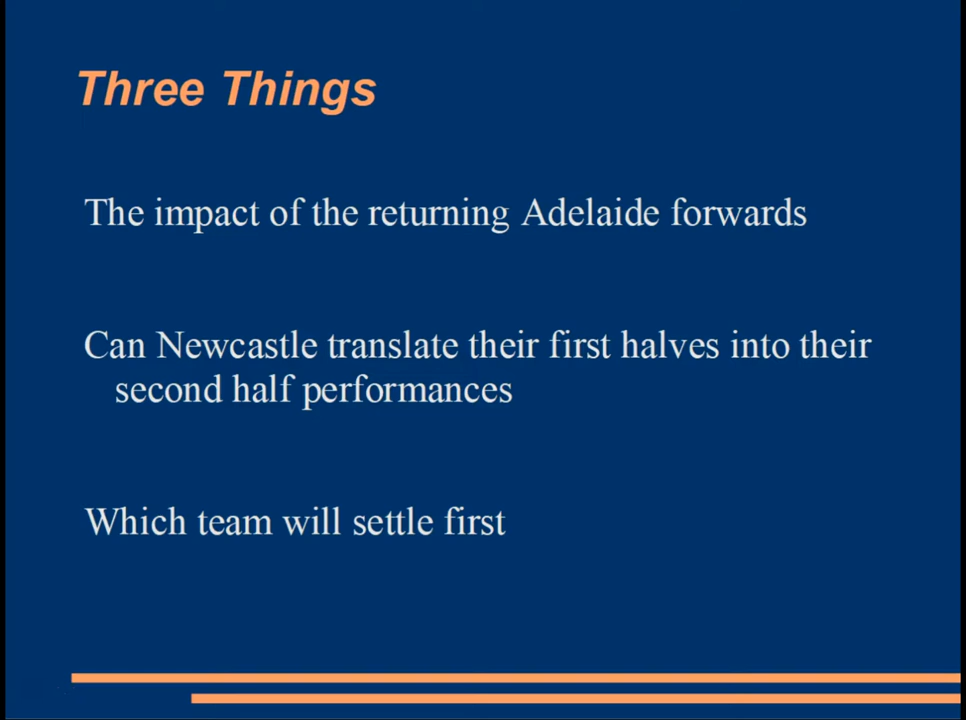 Three Things
The impact of the returning Adelaide forwards
Can Newcastle translate their first halves into their
second half performances
Which team will settle first